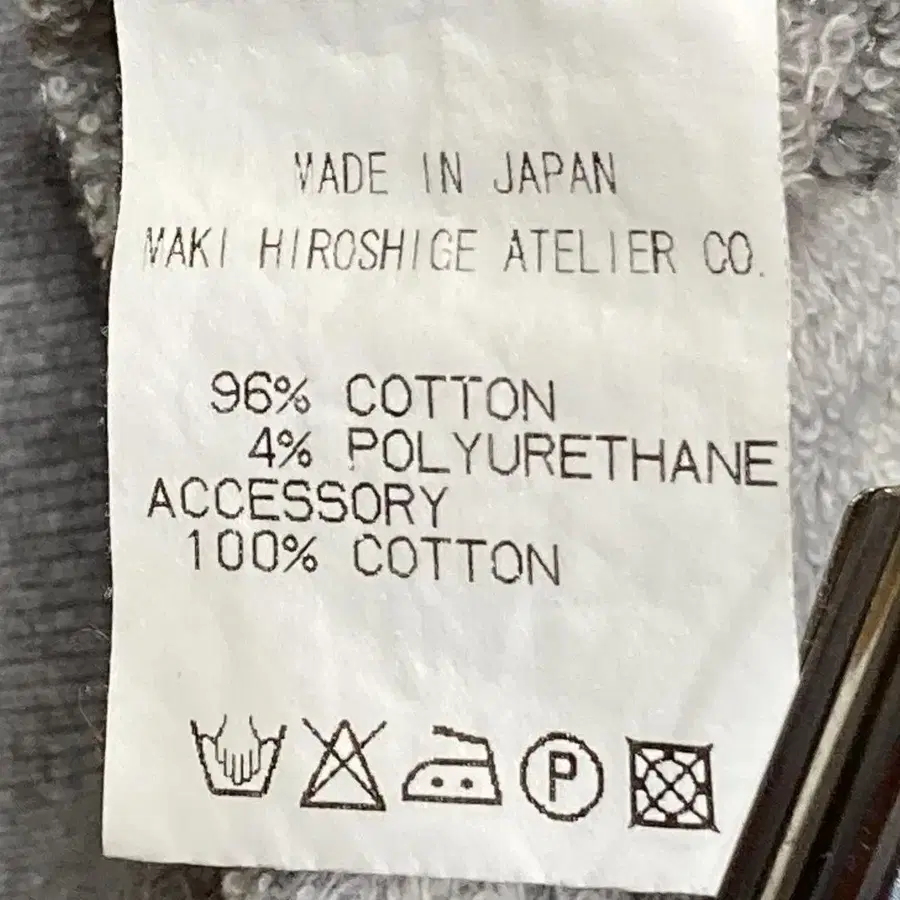 MADE IN JAPAN
MAKI HIROSHIGE ATELIER CO.
96% COTTON
4% POLYURETHANE
ACCESSORY
100% COTTON
P